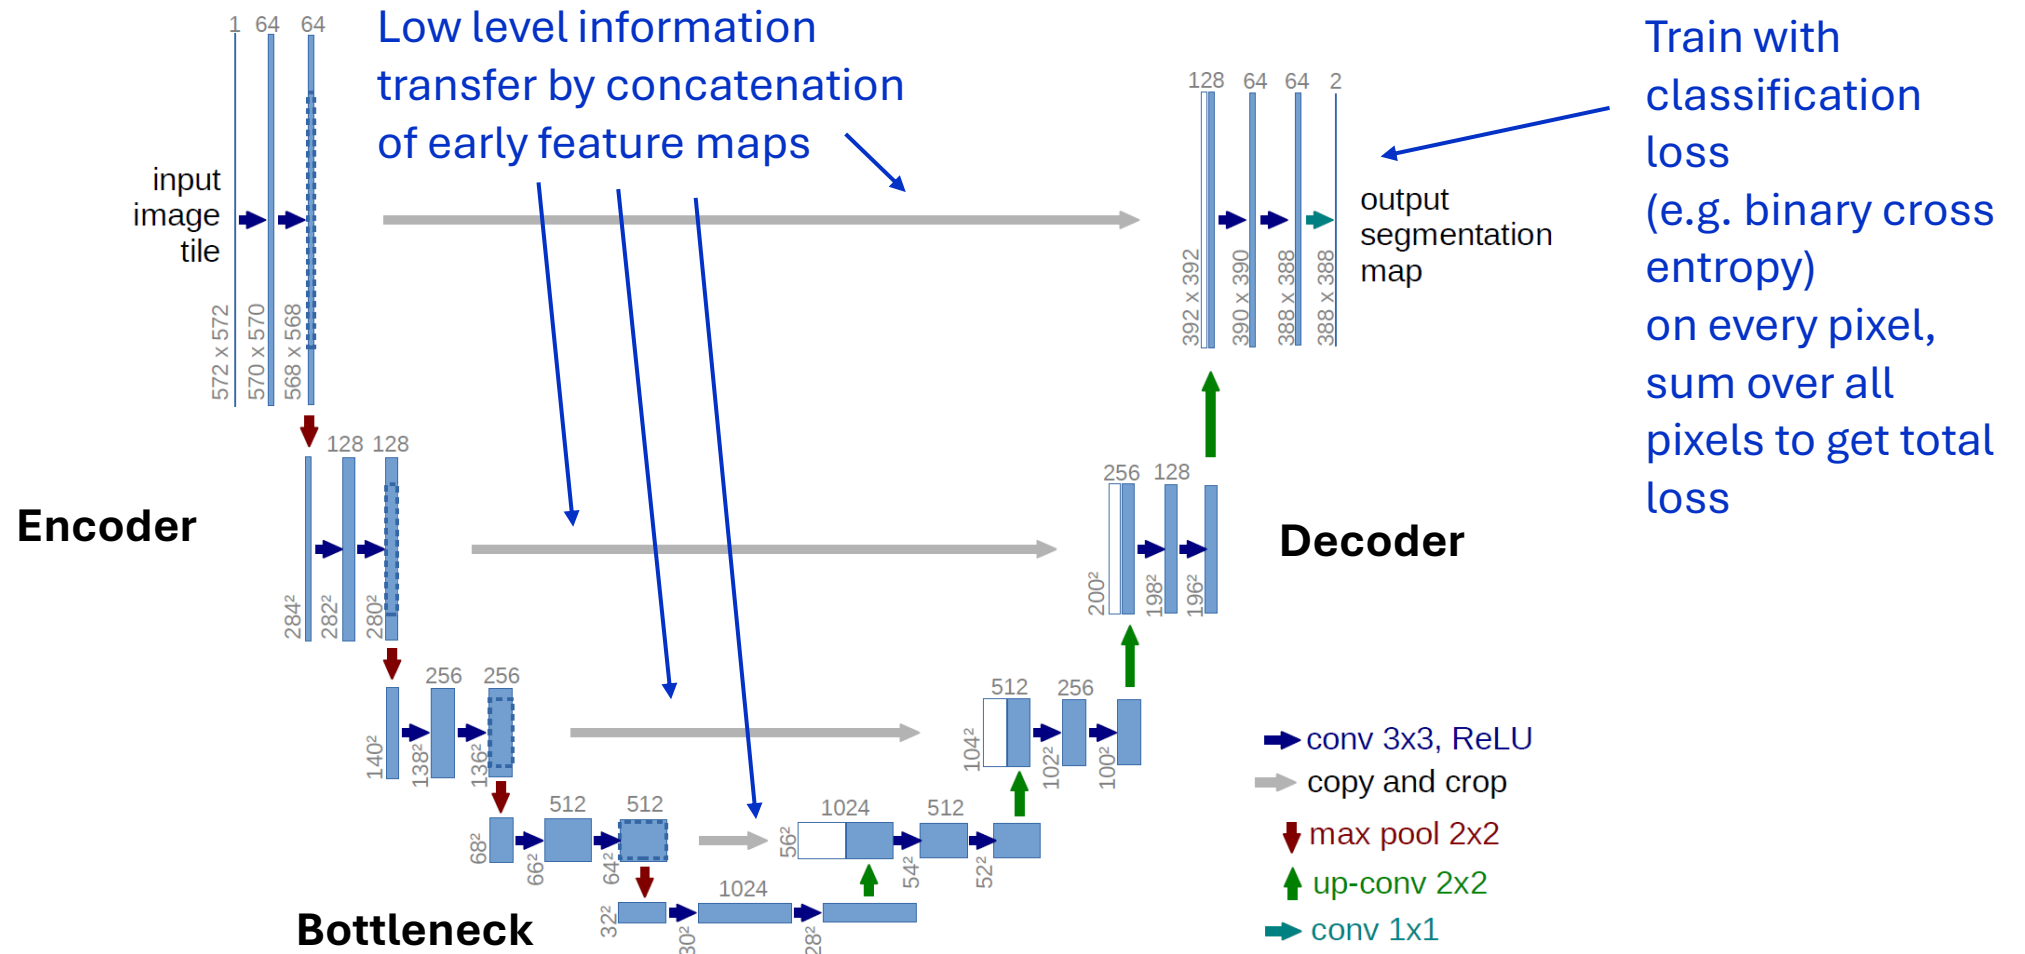 1 64 64
Low level information
transfer by concatenation
of early feature maps
Train with
classification
loss
(e.g. binary cross
entropy)
on every pixel,
sum over all
pixels to get total
loss
128 64 64 2
input
image
tile
output
segmentation
map
572 x 572
570 x 570
568 x 568
392 x 392
390 x 390
388 x 388
388 x 388
128 128
256 128
Encoder
Decoder
284²
282²
280²
200²
198²
196²
256 256
512 256
140²
138²
136²
104²
102²
100²
512 512
1024 512
68²
66²
64²
56²
54²
52²
1024
32²
30²
28²
Bottleneck
conv 3x3, ReLU
copy and crop
max pool 2x2
up-conv 2x2
conv 1x1